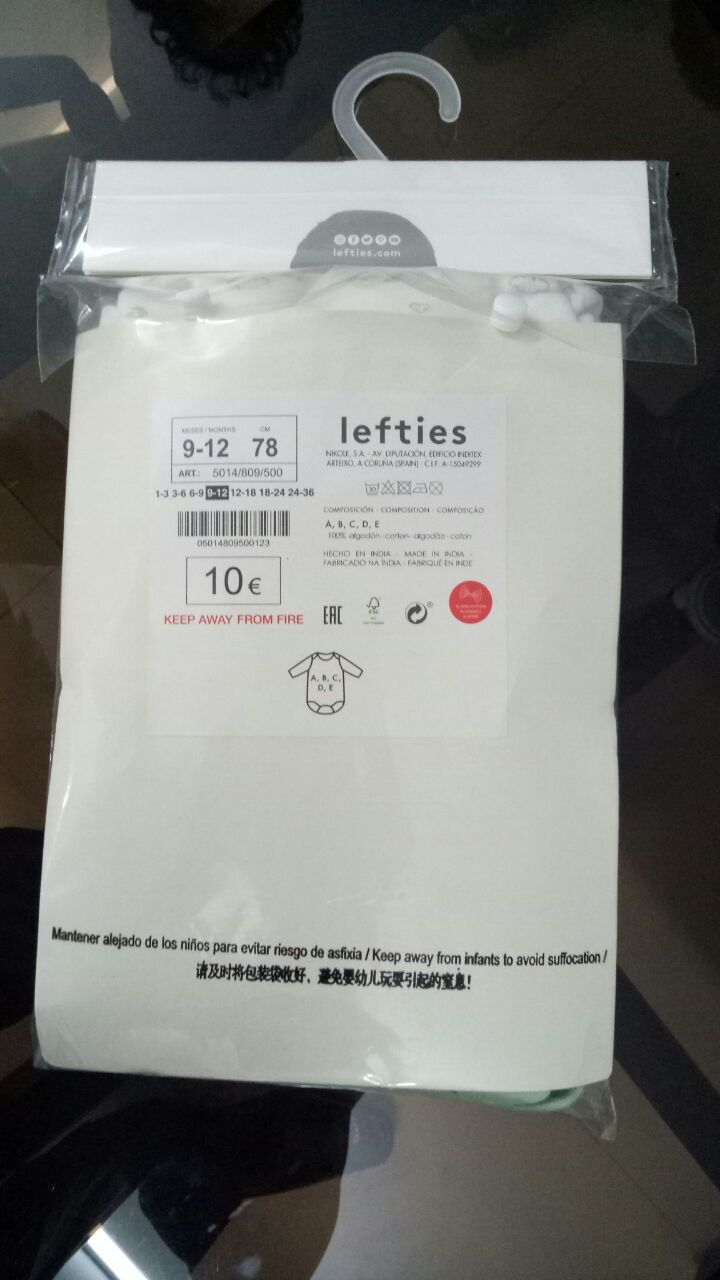 lefties.com
MESES / MONTHS CM
9-12 78
ART.: 5014/809/500
1-3 3-6 6-9 9-12 12-18 18-24 24-36
05014809500123
10€
KEEP AWAY FROM FIRE
lefties
NIKOLE, S.A. - AV. DIPUTACIÓN, EDIFICIO INDITEX
ARTEIXO, A CORUÑA (SPAIN) - C.I.F. A-15049299
COMPOSICIÓN - COMPOSITION - COMPOSIÇÃO
A, B, C, D, E
100% algodón - cotton - algodão - coton
HECHO EN INDIA - MADE IN INDIA -
FABRICADO NA ÍNDIA - FABRIQUÉ EN INDE
EAC
FSC
A, B, C,
D, E
Mantener alejado de los niños para evitar riesgo de asfixia / Keep away from infants to avoid suffocation /
请及时将包装袋收好，避免婴幼儿玩耍引起的窒息！